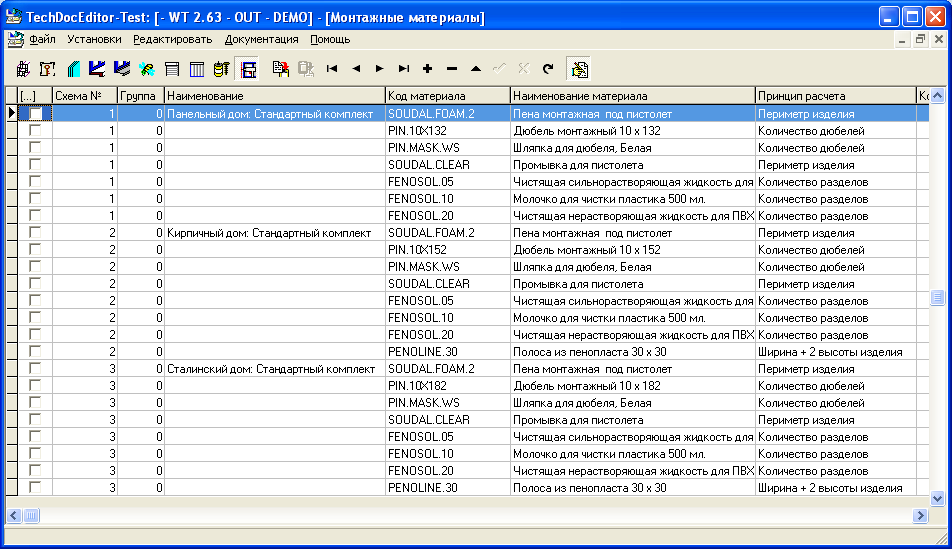 TechDocEditor-Test: [- WT 2.63 - OUT - DEMO] - [Монтажные материалы]
Файл Установки Редактировать Документация Помощь
[...] Схема № Группа Наименование Код материала Наименование материала Принцип расчета Ко
1 0 Панельный дом: Стандартный комплект SOUDAL.FOAM.2 Пена монтажная под пистолет Периметр изделия
1 0 PIN.10X132 Дюбель монтажный 10 x 132 Количество дюбелей
1 0 PIN.MASK.WS Шляпка для дюбеля, Белая Количество дюбелей
1 0 SOUDAL.CLEAR Промывка для пистолета Периметр изделия
1 0 FENOSOL.05 Чистящая сильнорастворяющая жидкость для Количество разделов
1 0 FENOSOL.10 Молочко для чистки пластика 500 мл. Количество разделов
1 0 FENOSOL.20 Чистящая нерастворяющая жидкость для ПВХ Количество разделов
2 0 Кирпичный дом: Стандартный комплект SOUDAL.FOAM.2 Пена монтажная под пистолет Периметр изделия
2 0 PIN.10X152 Дюбель монтажный 10 x 152 Количество дюбелей
2 0 PIN.MASK.WS Шляпка для дюбеля, Белая Количество дюбелей
2 0 SOUDAL.CLEAR Промывка для пистолета Периметр изделия
2 0 FENOSOL.05 Чистящая сильнорастворяющая жидкость для Количество разделов
2 0 FENOSOL.10 Молочко для чистки пластика 500 мл. Количество разделов
2 0 FENOSOL.20 Чистящая нерастворяющая жидкость для ПВХ Количество разделов
2 0 PENOLINE.30 Полоса из пенопласта 30 x 30 Ширина + 2 высоты изделия
3 0 Сталинский дом: Стандартный комплект SOUDAL.FOAM.2 Пена монтажная под пистолет Периметр изделия
3 0 PIN.10X182 Дюбель монтажный 10 x 182 Количество дюбелей
3 0 PIN.MASK.WS Шляпка для дюбеля, Белая Количество дюбелей
3 0 SOUDAL.CLEAR Промывка для пистолета Периметр изделия
3 0 FENOSOL.05 Чистящая сильнорастворяющая жидкость для Количество разделов
3 0 FENOSOL.10 Молочко для чистки пластика 500 мл. Количество разделов
3 0 FENOSOL.20 Чистящая нерастворяющая жидкость для ПВХ Количество разделов
3 0 PENOLINE.30 Полоса из пенопласта 30 x 30 Ширина + 2 высоты изделия